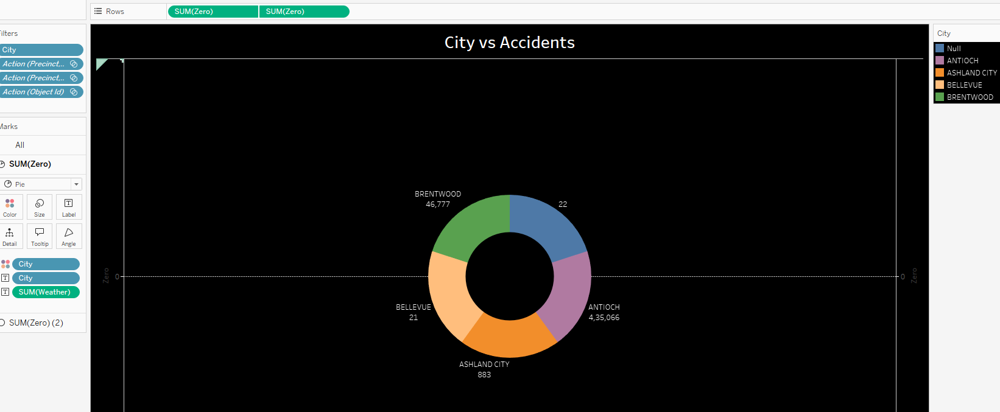 Rows
SUM(Zero)
SUM(Zero)
ilters
City
Action (Precinct,..
Action (Precinct,..
Action (Object Id)
Marks
All
SUM(Zero)
Pie
Color
Size
Label
Detail
Tooltip
Angle
City
City
SUM(Weather)
SUM(Zero) (2)
City vs Accidents
BRENTWOOD
46,777
22
Zero
0
0
Zero
BELLEVUE
21
ANTIOCH
4,35,066
ASHLAND CITY
883
City
Null
ANTIOCH
ASHLAND CITY
BELLEVUE
BRENTWOOD